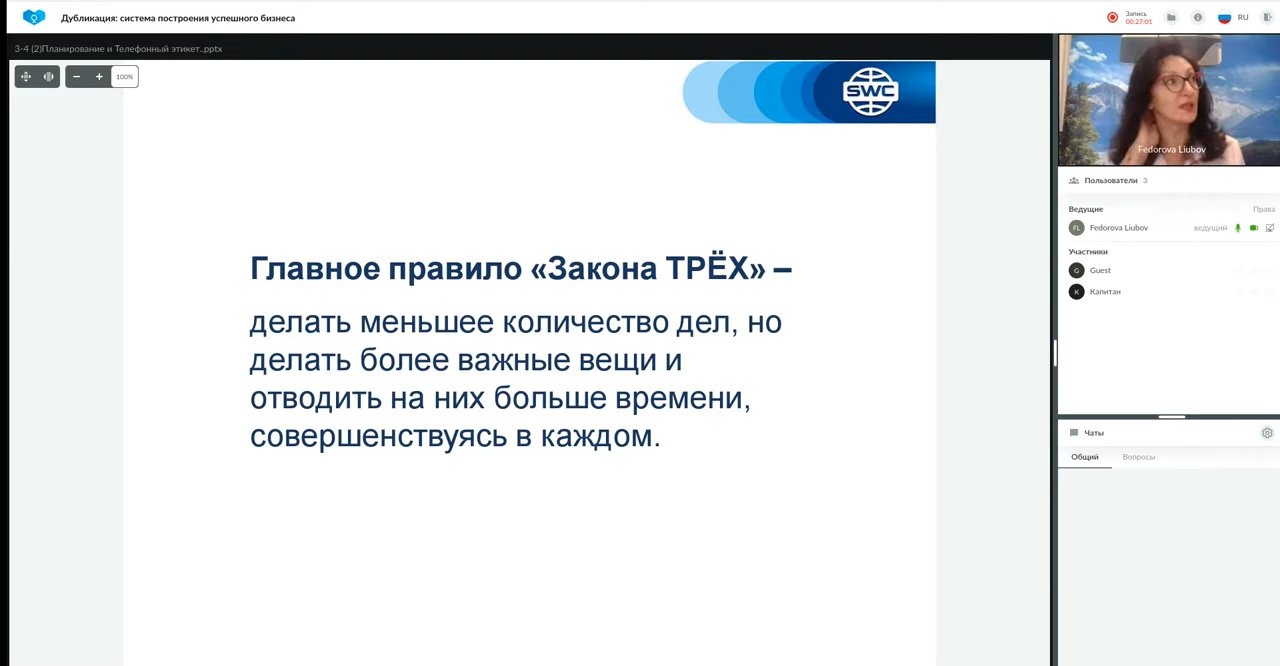 Дубликация: система построения успешного бизнеса
Запись
00:27:01
RU
3-4 (2)Планирование и Телефонный этикет..pptx
100%
SWC
Fedorova Liubov
Главное правило «Закона ТРЁХ» –
делать меньшее количество дел, но
делать более важные вещи и
отводить на них больше времени,
совершенствуясь в каждом.
Пользователи 3
Ведущие Права
FL Fedorova Liubov ведущий
Участники
G Guest
К Капитан
Чаты
Общий Вопросы